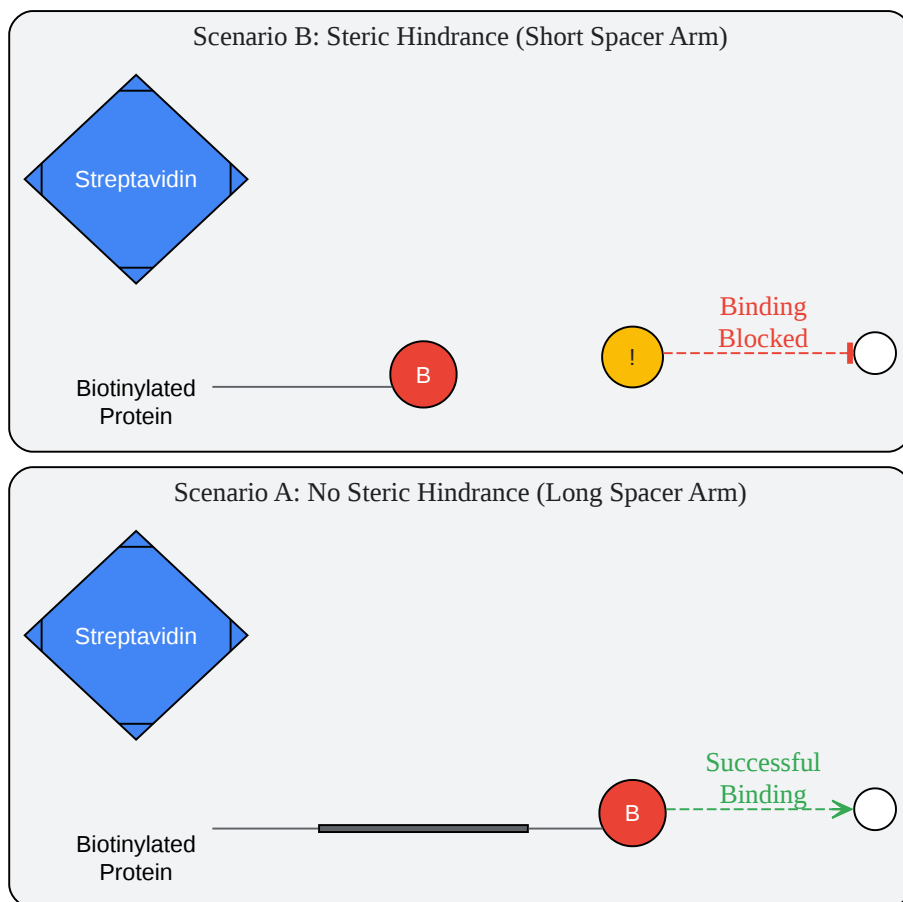 Scenario B: Steric Hindrance (Short Spacer Arm)
Streptavidin
Binding
Blocked
!
B
Biotinylated
Protein
Scenario A: No Steric Hindrance (Long Spacer Arm)
Streptavidin
Successful
Binding
B
Biotinylated
Protein